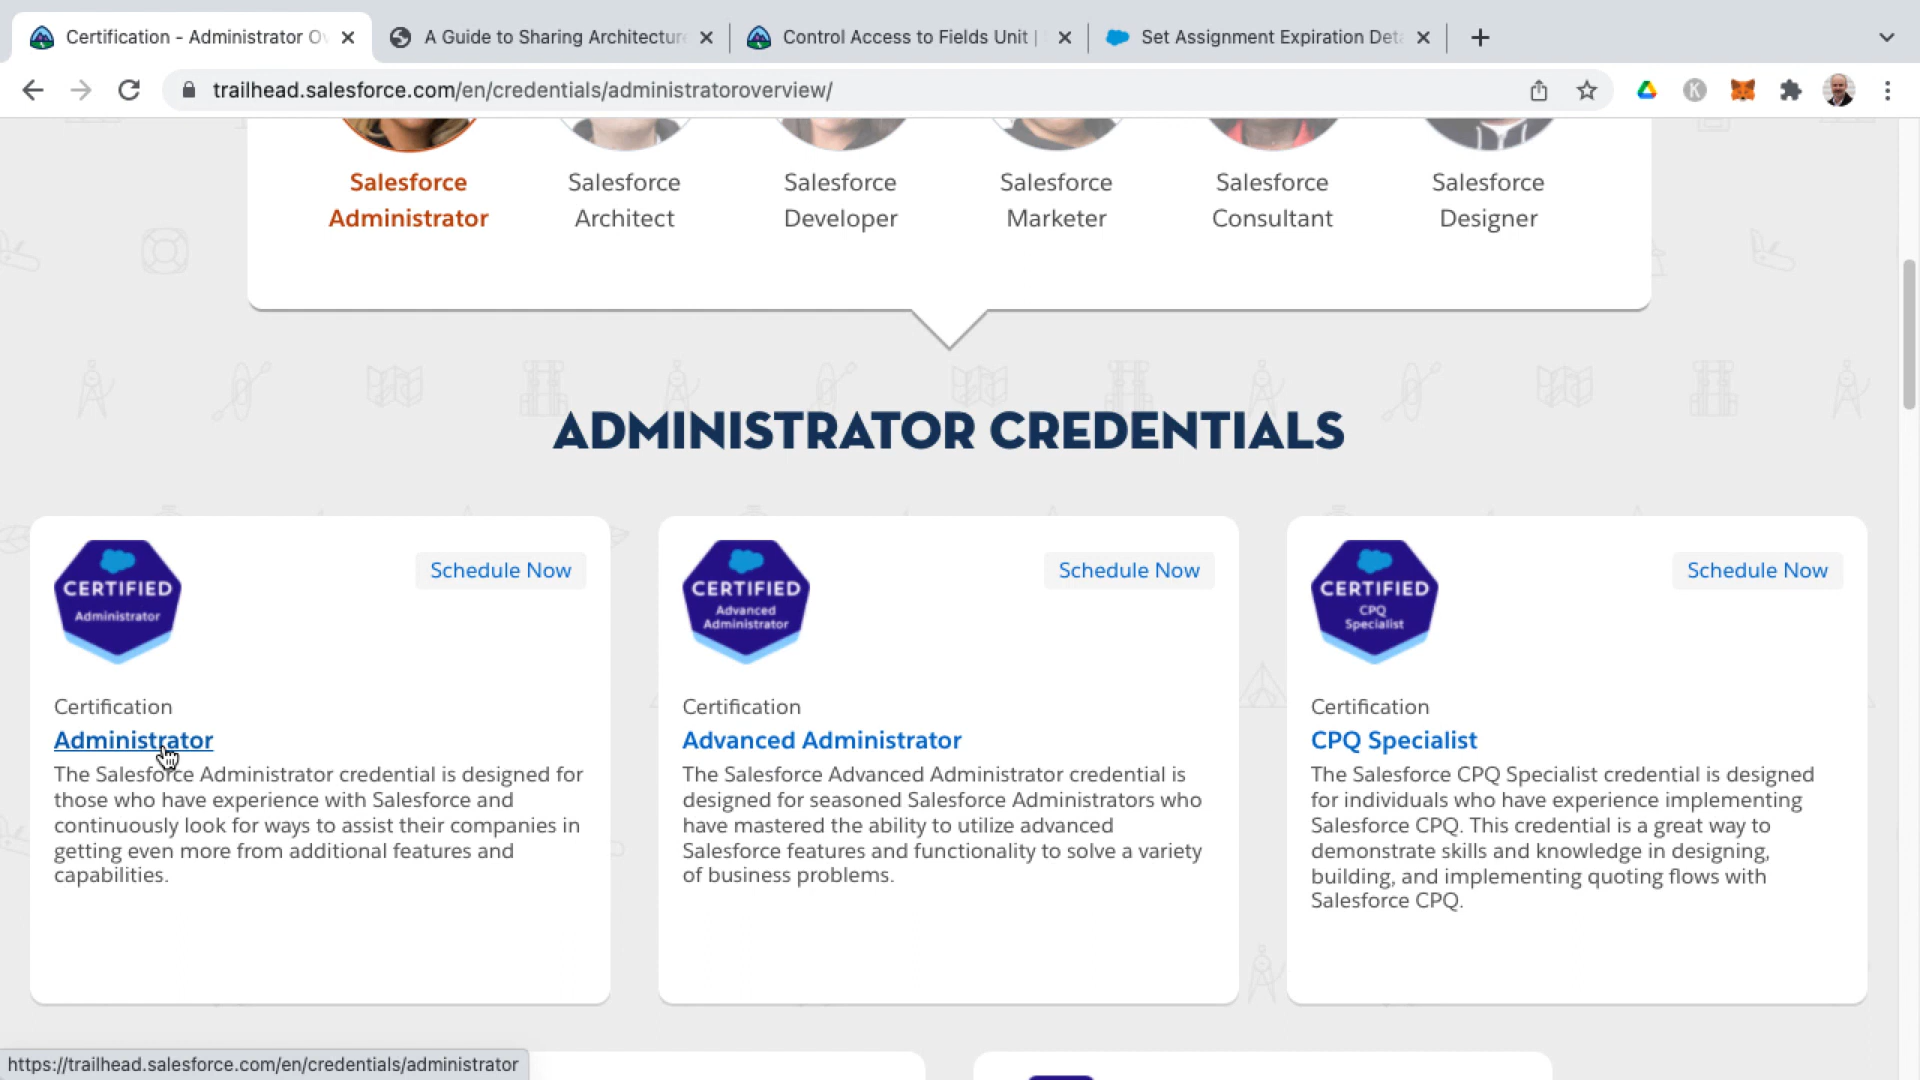 Certification - Administrator Ov
A Guide to Sharing Architecture
Control Access to Fields Unit |
Set Assignment Expiration Deta
trailhead.salesforce.com/en/credentials/administratoroverview/
K
Salesforce
Administrator
Salesforce
Architect
Salesforce
Developer
Salesforce
Marketer
Salesforce
Consultant
Salesforce
Designer
ADMINISTRATOR CREDENTIALS
CERTIFIED
Administrator
Schedule Now
Certification
Administrator
The Salesforce Administrator credential is designed for
those who have experience with Salesforce and
continuously look for ways to assist their companies in
getting even more from additional features and
capabilities.
CERTIFIED
Advanced
Administrator
Schedule Now
Certification
Advanced Administrator
The Salesforce Advanced Administrator credential is
designed for seasoned Salesforce Administrators who
have mastered the ability to utilize advanced
Salesforce features and functionality to solve a variety
of business problems.
CERTIFIED
CPQ
Specialist
Schedule Now
Certification
CPQ Specialist
The Salesforce CPQ Specialist credential is designed
for individuals who have experience implementing
Salesforce CPQ. This credential is a great way to
demonstrate skills and knowledge in designing,
building, and implementing quoting flows with
Salesforce CPQ.
https://trailhead.salesforce.com/en/credentials/administrator